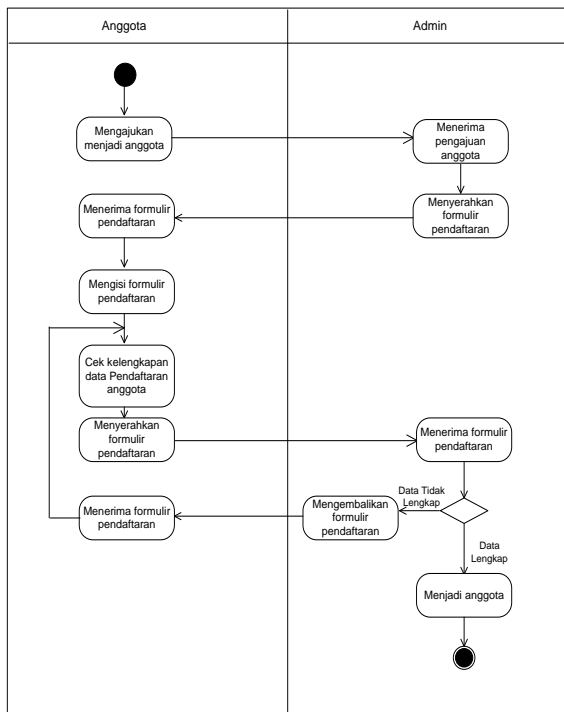 Anggota
Admin
Mengajukan
menjadi anggota
Menerima
pengajuan
anggota
Menyerahkan
formulir
pendaftaran
Menerima formulir
pendaftaran
Mengisi formulir
pendaftaran
Cek kelengkapan
data Pendaftaran
anggota
Menyerahkan
formulir
pendaftaran
Menerima formulir
pendaftaran
Data Tidak
Lengkap
Mengembalikan
formulir
pendaftaran
Menerima formulir
pendaftaran
Data
Lengkap
Menjadi anggota